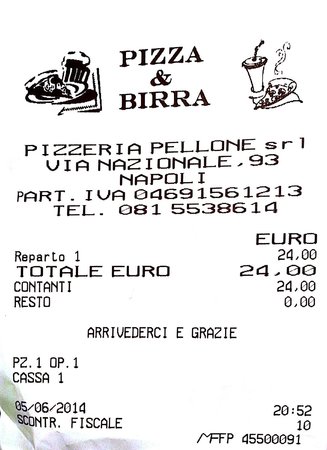 PIZZA
&
BIRRA
PIZZERIA PELLONE srl
VIA NAZIONALE,93
NAPOLI
PART. IVA 04691561213
TEL. 081 5538614
EURO
Reparto 1 24,00
TOTALE EURO 24,00
CONTANTI 24,00
RESTO 0,00
ARRIVEDERCI E GRAZIE
PZ.1 OP.1
CASSA 1
05/06/2014 20:52
SCONTR. FISCALE 10
MFFP 45500091